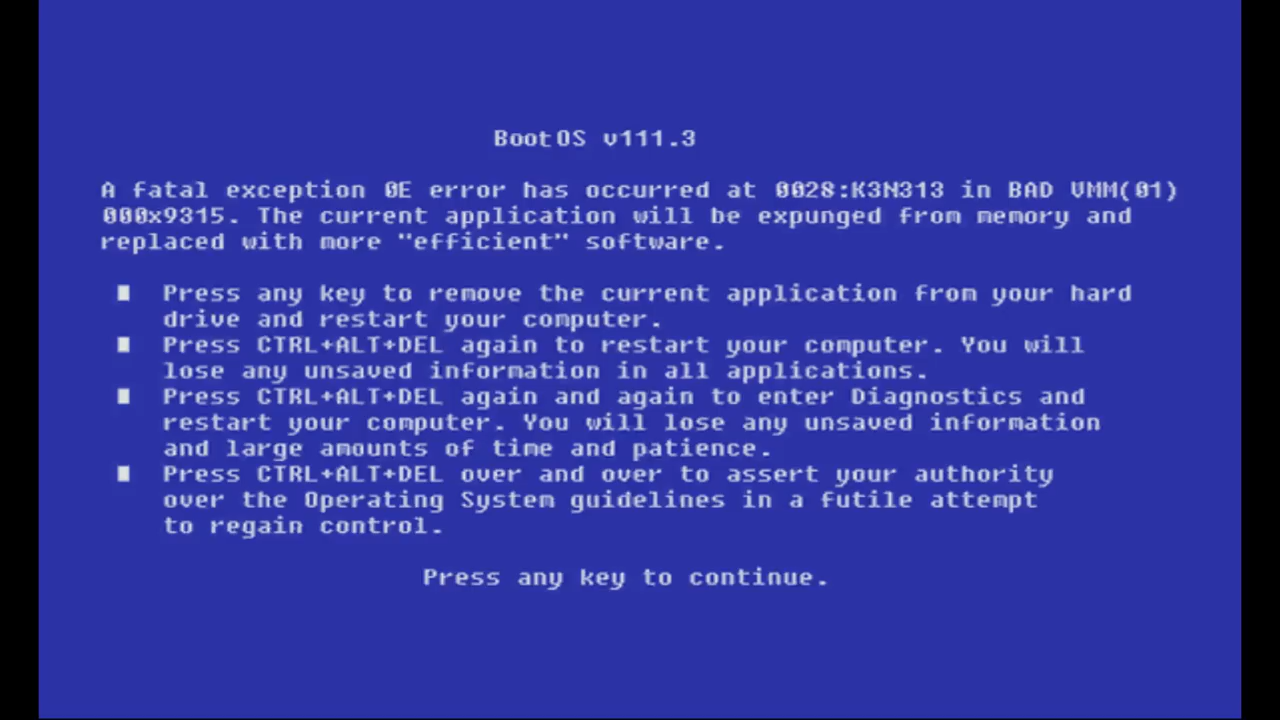 BootOS v111.3
A fatal exception 0E error has occurred at 0028:K3N313 in BAD VMM(01)
000x9315. The current application will be expunged from memory and
replaced with more "efficient" software.
Press any key to remove the current application from your hard
drive and restart your computer.
Press CTRL+ALT+DEL again to restart your computer. You will
lose any unsaved information in all applications.
Press CTRL+ALT+DEL again and again to enter Diagnostics and
restart your computer. You will lose any unsaved information
and large amounts of time and patience.
Press CTRL+ALT+DEL over and over to assert your authority
over the Operating System guidelines in a futile attempt
to regain control.
Press any key to continue.